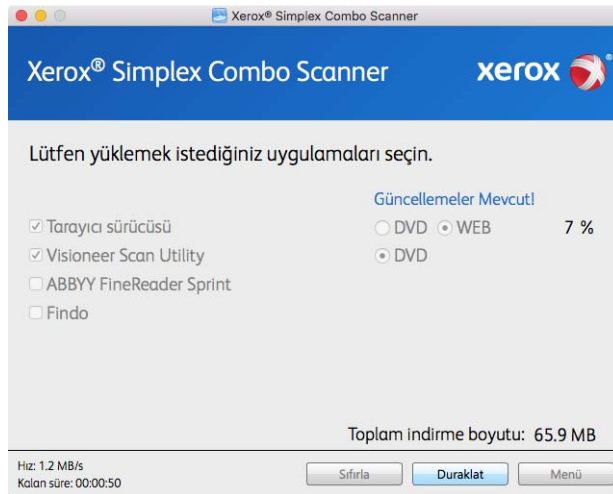 Xerox® Simplex Combo Scanner
Xerox® Simplex Combo Scanner
xerox
Lütfen yüklemek istediğiniz uygulamaları seçin.
Güncellemeler Mevcut!
Tarayıcı sürücüsü DVD WEB 7 %
Visioneer Scan Utility DVD
ABBYY FineReader Sprint
Findo
Toplam indirme boyutu: 65.9 MB
Hız: 1.2 MB/s
Kalan süre: 00:00:50
Sıfırla Duraklat Menü